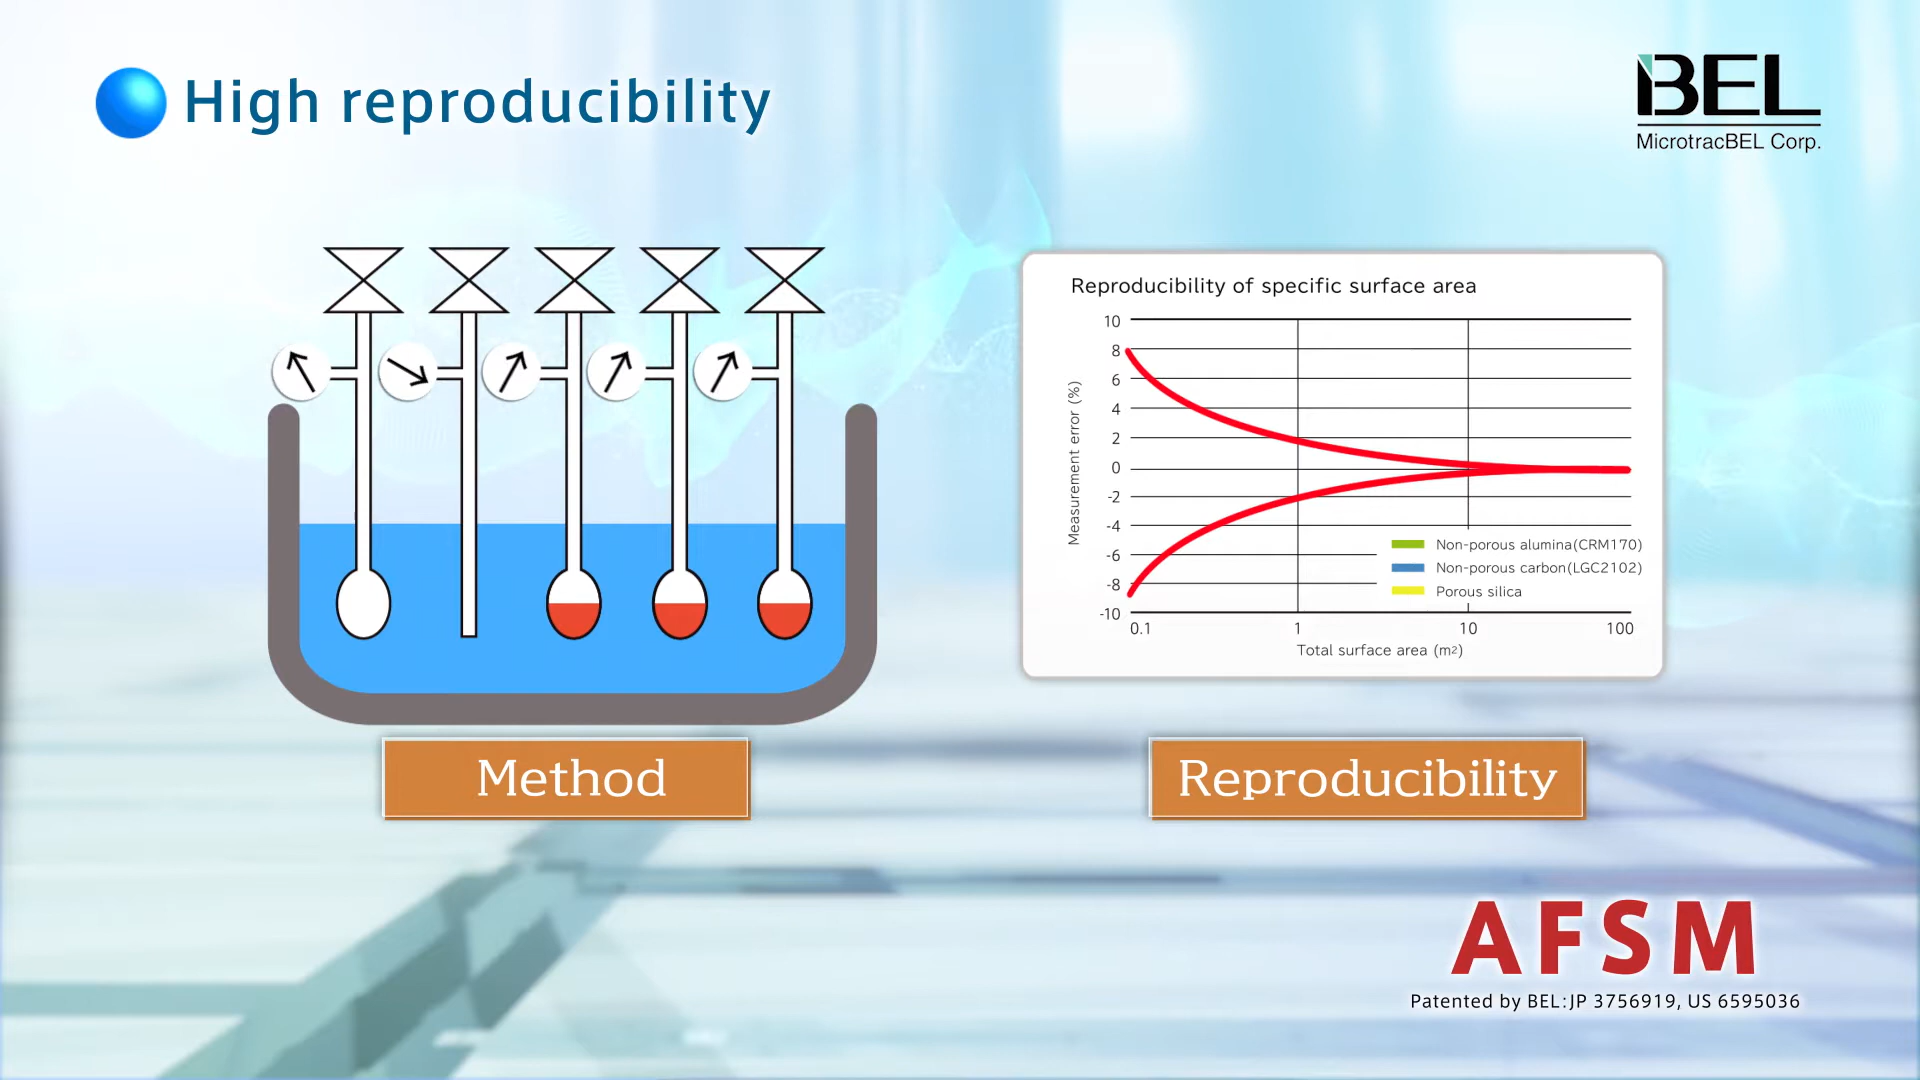 High reproducibility
BEL
MicrotracBEL Corp.
Reproducibility of specific surface area
10
8
6
4
2
0
-2
-4
-6
-8
-10
Measurement error (%)
Non-porous alumina(CRM170)
Non-porous carbon(LGC2102)
Porous silica
0.1 1 10 100
Total surface area (m2)
Method
Reproducibility
AFSM
Patented by BEL:JP 3756919, US 6595036